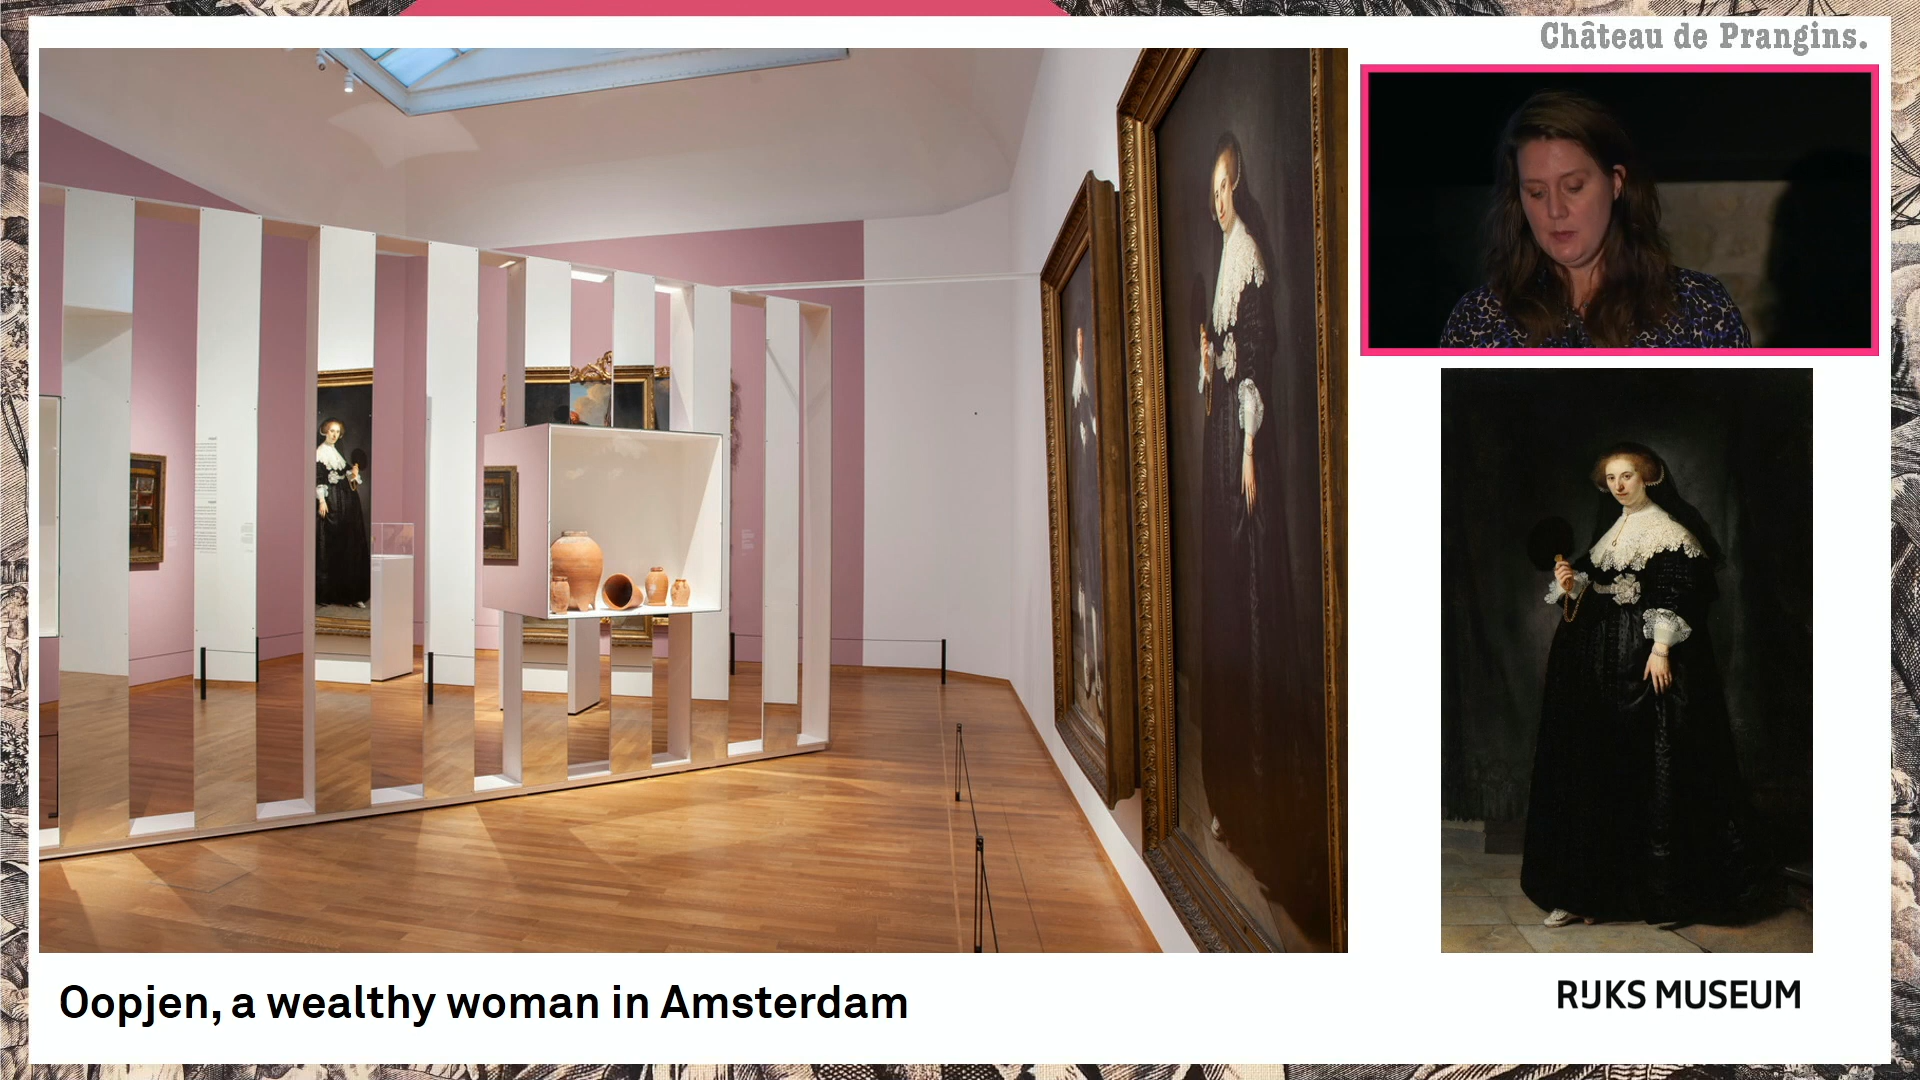 Château de Prangins.
Oopjen, a wealthy woman in Amsterdam
RIJKS MUSEUM